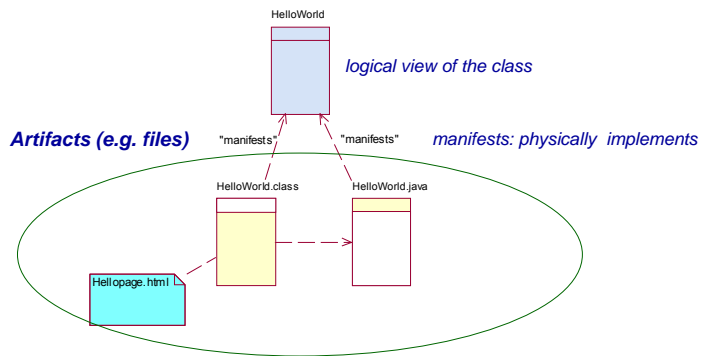 HelloWorld
logical view of the class
Artifacts (e.g. files)
"manifests"
"manifests"
manifests: physically implements
HelloWorld.class
HelloWorld.java
Hellopage.html